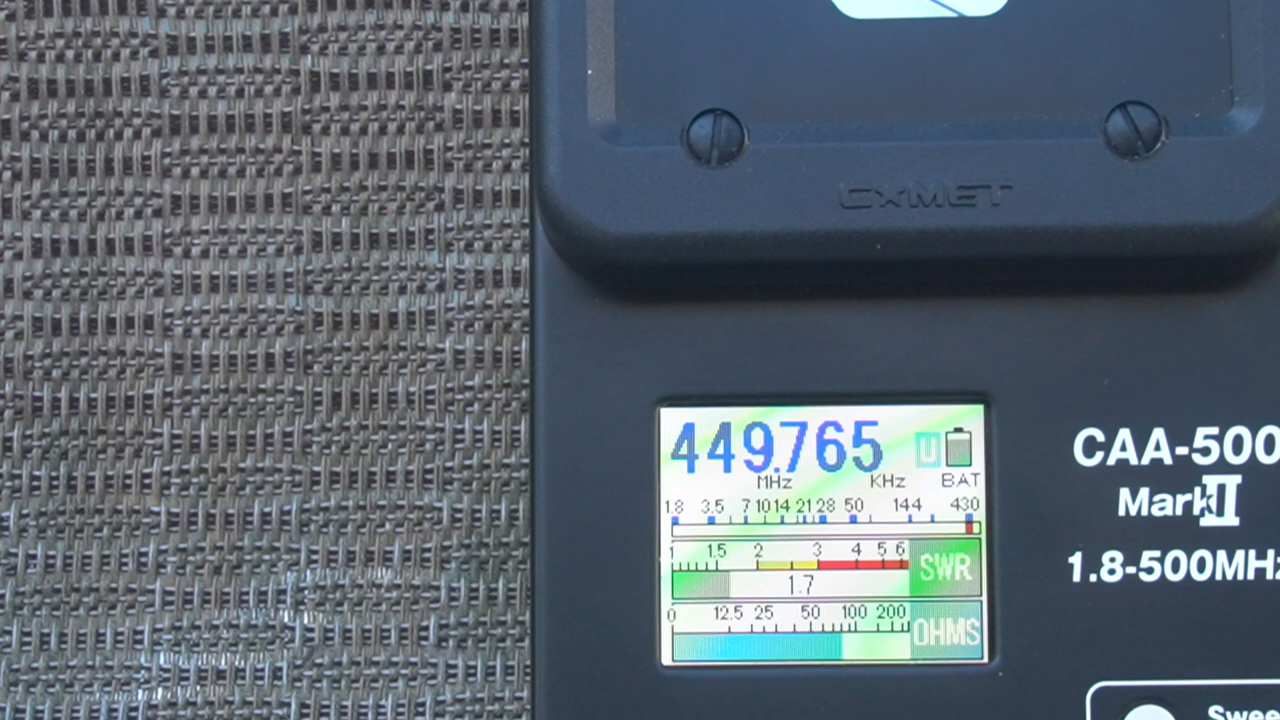 CxMET
449.765 U
MHz KHz BAT
1.8 3.5 7 10 14 21 28 50 144 430
1 1.5 2 3 4 5 6 SWR
1.7
0 12.5 25 50 100 200 OHMS
CAA-500
Mark II
1.8-500MHz
Swee